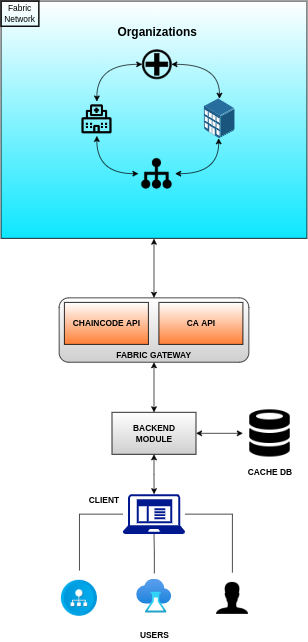 Fabric
Network
Organizations
CHAINCODE API
CA API
FABRIC GATEWAY
BACKEND
MODULE
CACHE DB
CLIENT
USERS